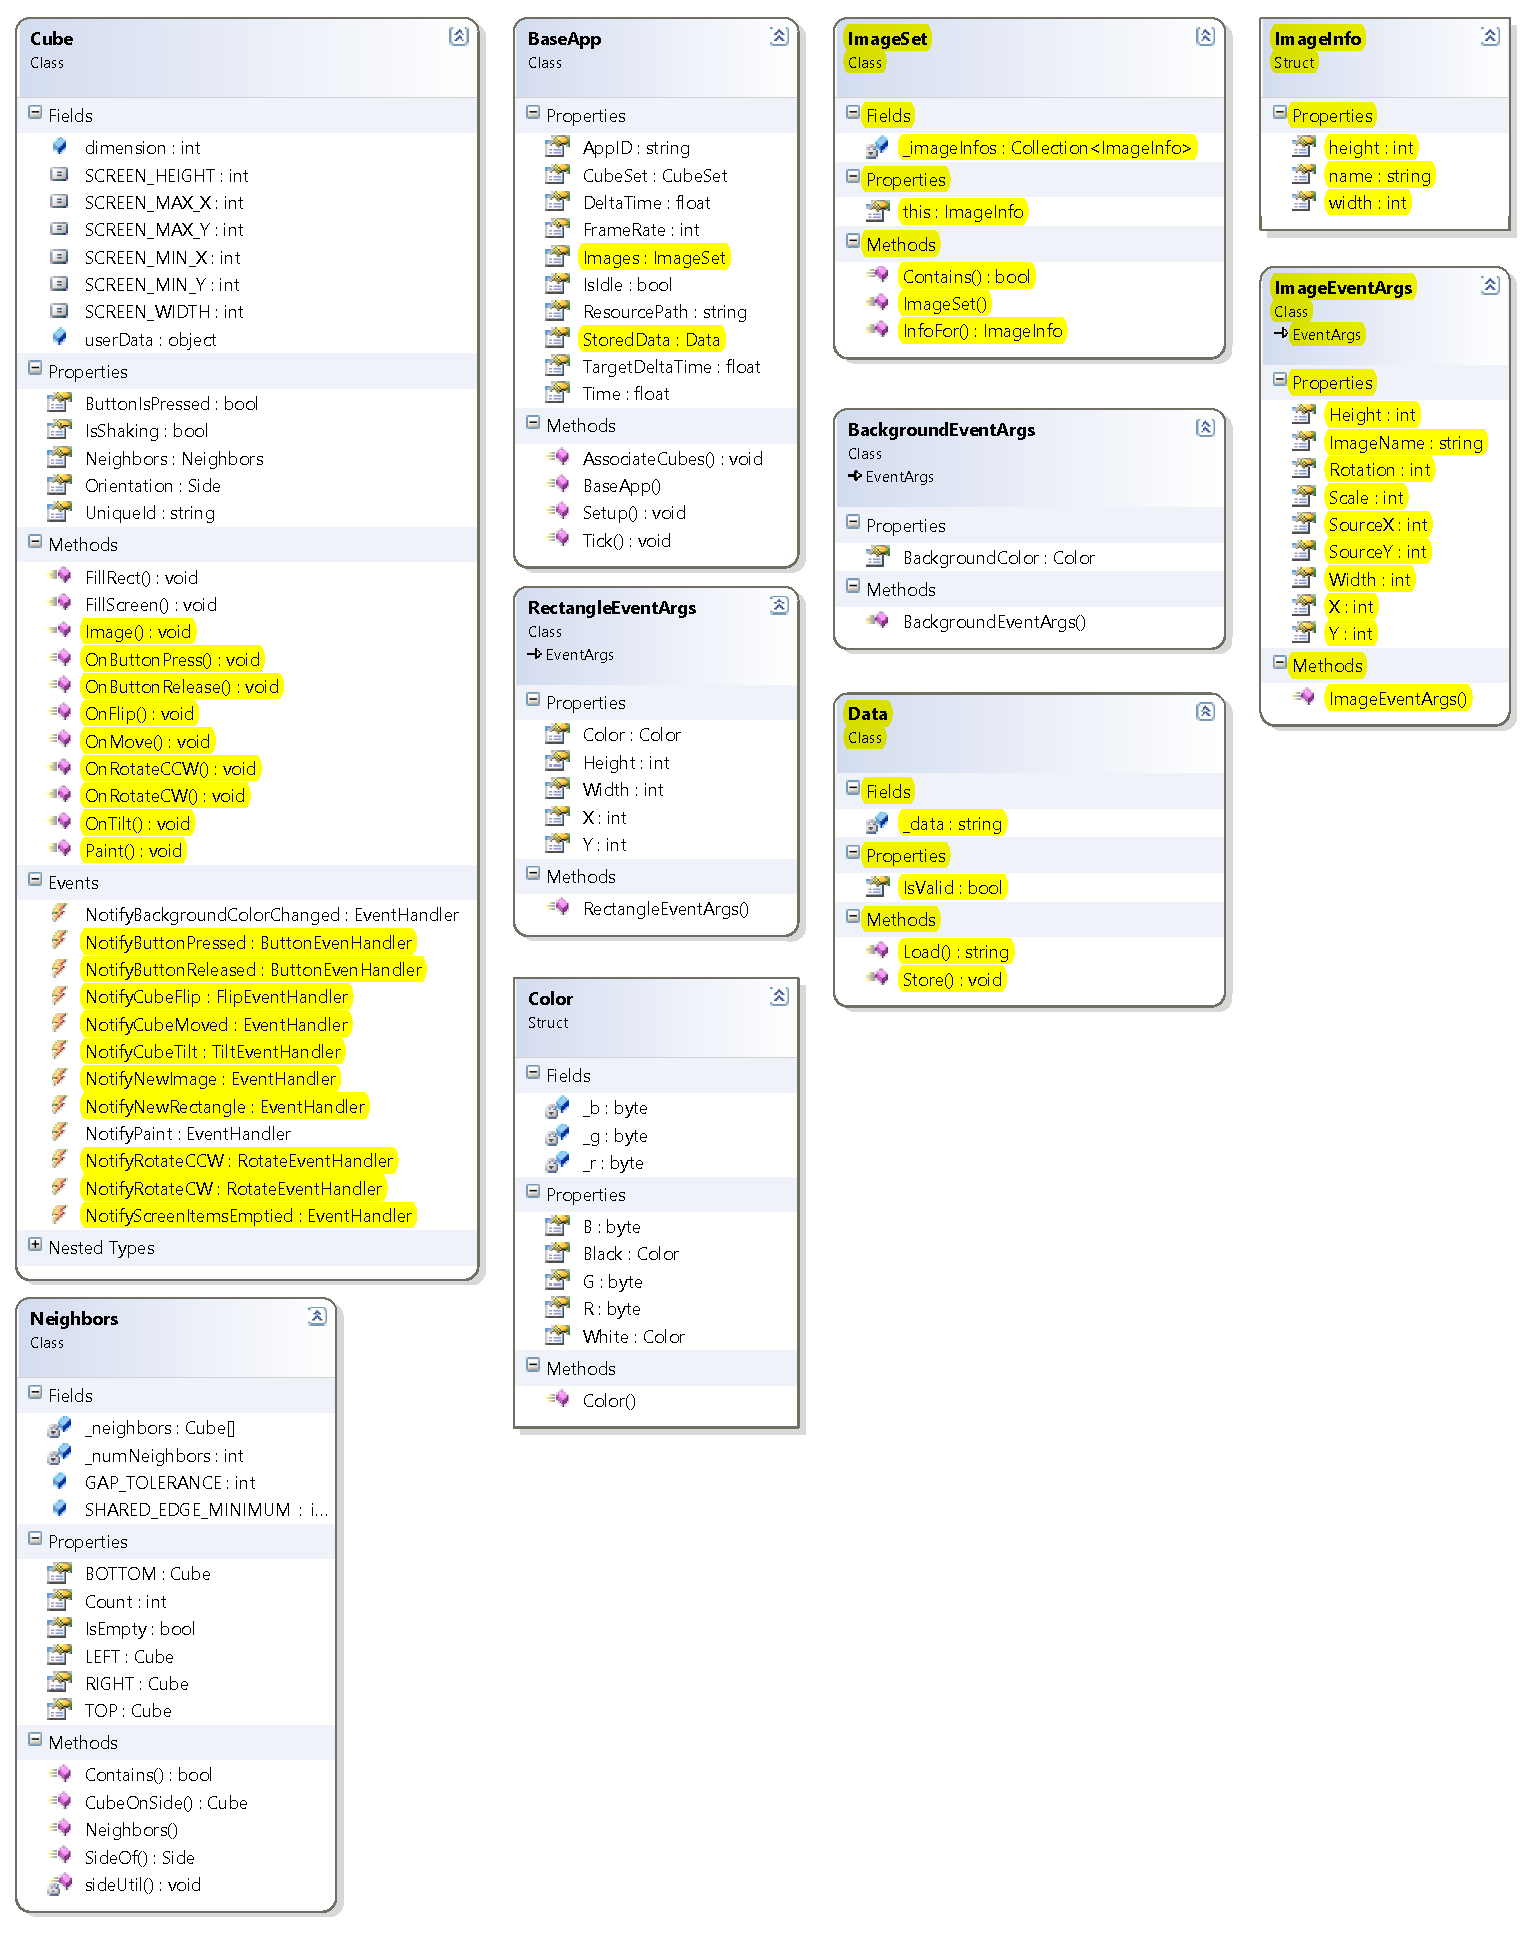 Cube
Class
Fields
dimension : int
SCREEN_HEIGHT : int
SCREEN_MAX_X : int
SCREEN_MAX_Y : int
SCREEN_MIN_X : int
SCREEN_MIN_Y : int
SCREEN_WIDTH : int
userData : object
Properties
ButtonIsPressed : bool
IsShaking : bool
Neighbors : Neighbors
Orientation : Side
UniqueId : string
Methods
FillRect() : void
FillScreen() : void
Image() : void
OnButtonPress() : void
OnButtonRelease() : void
OnFlip() : void
OnMove() : void
OnRotateCCW() : void
OnRotateCW() : void
OnTilt() : void
Paint() : void
Events
NotifyBackgroundColorChanged : EventHandler
NotifyButtonPressed : ButtonEvenHandler
NotifyButtonReleased : ButtonEvenHandler
NotifyCubeFlip : FlipEventHandler
NotifyCubeMoved : EventHandler
NotifyCubeTilt : TiltEventHandler
NotifyNewImage : EventHandler
NotifyNewRectangle : EventHandler
NotifyPaint : EventHandler
NotifyRotateCCW : RotateEventHandler
NotifyRotateCW : RotateEventHandler
NotifyScreenItemsEmptied : EventHandler
Nested Types
Neighbors
Class
Fields
_neighbors : Cube[]
_numNeighbors : int
GAP_TOLERANCE : int
SHARED_EDGE_MINIMUM : i...
Properties
BOTTOM : Cube
Count : int
IsEmpty : bool
LEFT : Cube
RIGHT : Cube
TOP : Cube
Methods
Contains() : bool
CubeOnSide() : Cube
Neighbors()
SideOf() : Side
sideUtil() : void
BaseApp
Class
Properties
AppID : string
CubeSet : CubeSet
DeltaTime : float
FrameRate : int
Images : ImageSet
IsIdle : bool
ResourcePath : string
StoredData : Data
TargetDeltaTime : float
Time : float
Methods
AssociateCubes() : void
BaseApp()
Setup() : void
Tick() : void
RectangleEventArgs
Class
EventArgs
Properties
Color : Color
Height : int
Width : int
X : int
Y : int
Methods
RectangleEventArgs()
Color
Struct
Fields
_b : byte
_g : byte
_r : byte
Properties
B : byte
Black : Color
G : byte
R : byte
White : Color
Methods
Color()
ImageSet
Class
Fields
_imageInfos : Collection<ImageInfo>
Properties
this : ImageInfo
Methods
Contains() : bool
ImageSet()
InfoFor() : ImageInfo
BackgroundEventArgs
Class
EventArgs
Properties
BackgroundColor : Color
Methods
BackgroundEventArgs()
Data
Class
Fields
_data : string
Properties
IsValid : bool
Methods
Load() : string
Store() : void
ImageInfo
Struct
Properties
height : int
name : string
width : int
ImageEventArgs
Class
EventArgs
Properties
Height : int
ImageName : string
Rotation : int
Scale : int
SourceX : int
SourceY : int
Width : int
X : int
Y : int
Methods
ImageEventArgs()